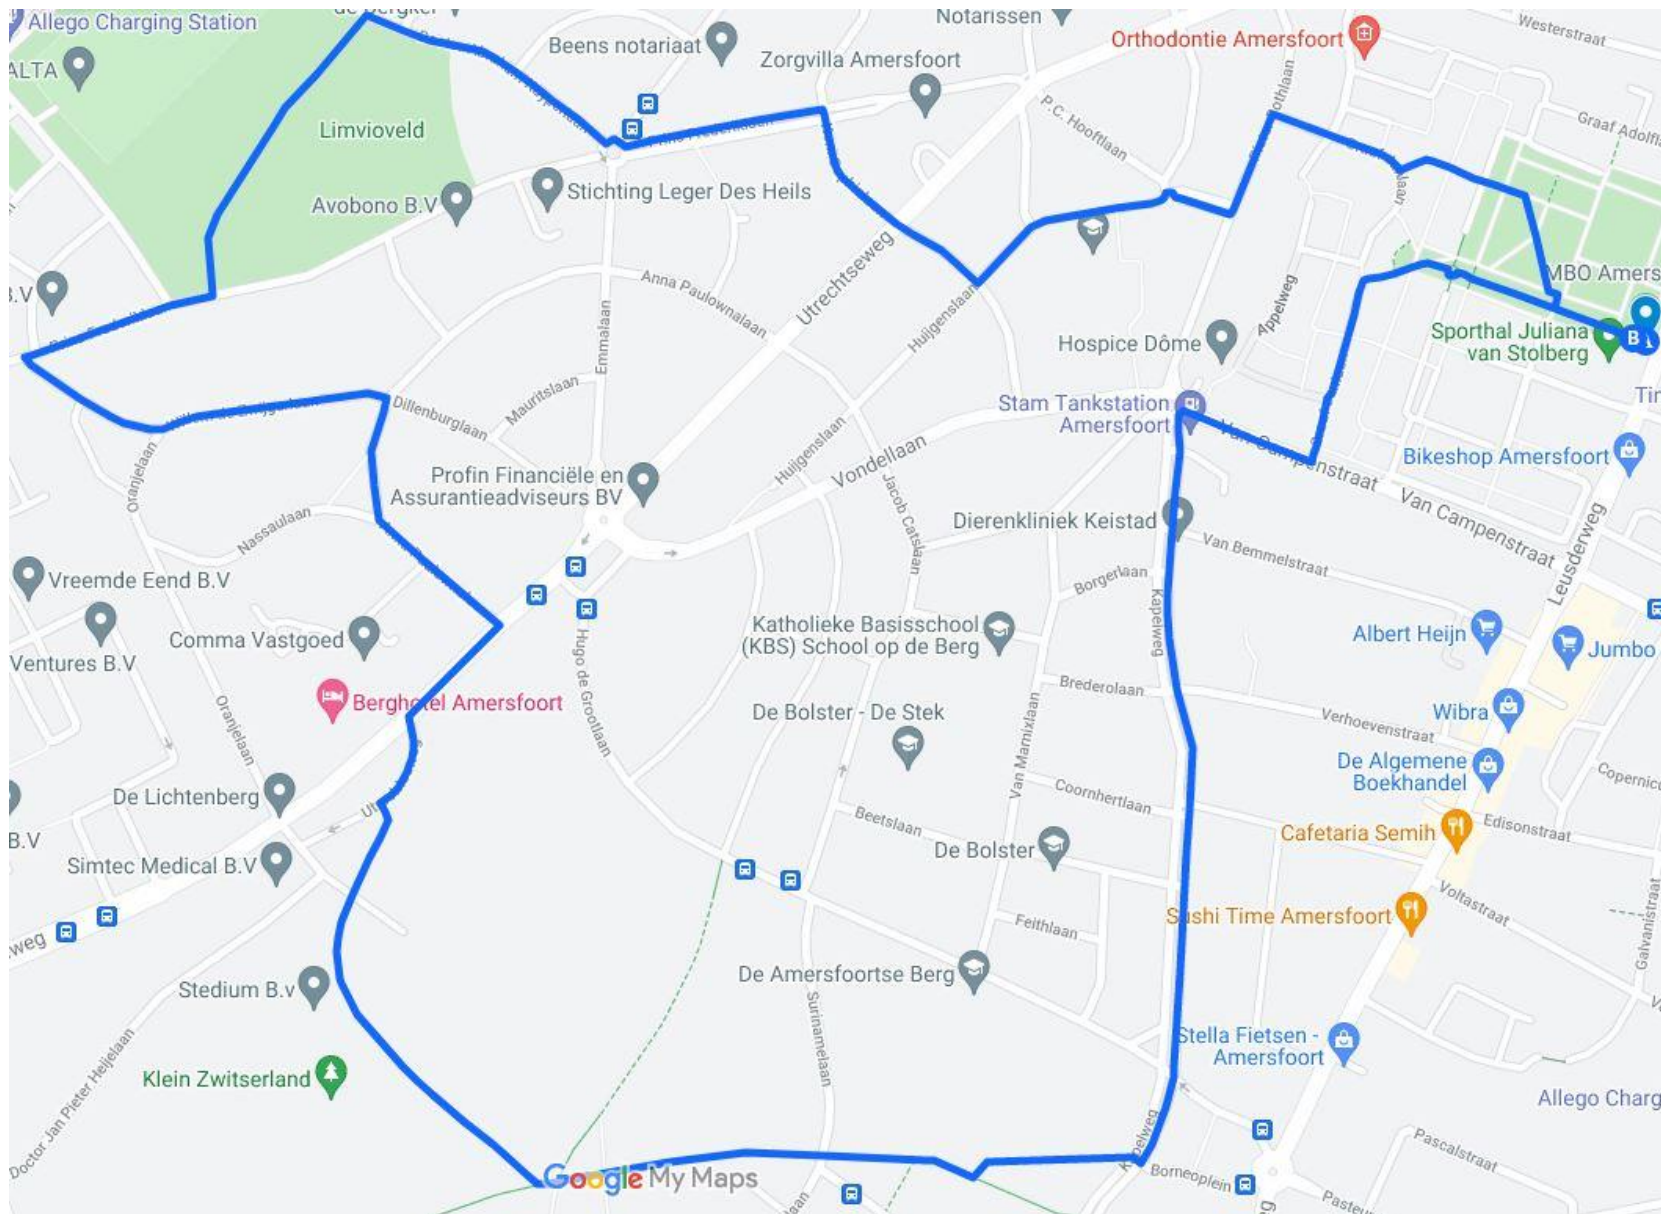 Allego Charging Station
Notarissen
Westerstraat
Orthodontie Amersfoort
Beens notariaat
Zorgvilla Amersfoort
ALTA
P.C. Hooftlaan
Limvioveld
Stichting Leger Des Heils
Avobono B.V
Utrechtseweg
Anna Paulownalaan
Emmalaan
Huijgenslaan
Appelweg
MBO Amers
Sporthal Juliana
van Stolberg
B
Hospice Dôme
Stam Tankstation
Amersfoort
Van Campenstraat
Mauritslaan
Dillenburglaan
Huijgenslaan
Vondellaan
Bikeshop Amersfoort
Profin Financiële en
Assurantieadviseurs BV
Oranjelaan
Nassaulaan
Jacob Catslaan
Dierenkliniek Keistad
Van Campenstraat
Van Bemmelstraat
Leusderweg
Vreemde Eend B.V
Borgerlaan
Kapelweg
Comma Vastgoed
Katholieke Basisschool
(KBS) School op de Berg
Albert Heijn
Jumbo
Ventures B.V
Hugo de Grootlaan
Oranjelaan
Berghotel Amersfoort
Brederolaan
De Bolster - De Stek
Van Marnixlaan
Wibra
Verhoevenstraat
De Algemene
Boekhandel
De Lichtenberg
Coornhertlaan
Beetslaan
Edisonstraat
Cafetaria Semih
B.V
Simtec Medical B.V
De Bolster
Voltastraat
Sushi Time Amersfoort
Feithlaan
Galvanistraat
weg
De Amersfoortse Berg
Stedium B.v
Surinamelaan
Stella Fietsen -
Amersfoort
Klein Zwitserland
Doctor Jan Pieter Heijelaan
Allego Charg
Kapelweg
Borneoplein
Pascalstraat
Google My Maps